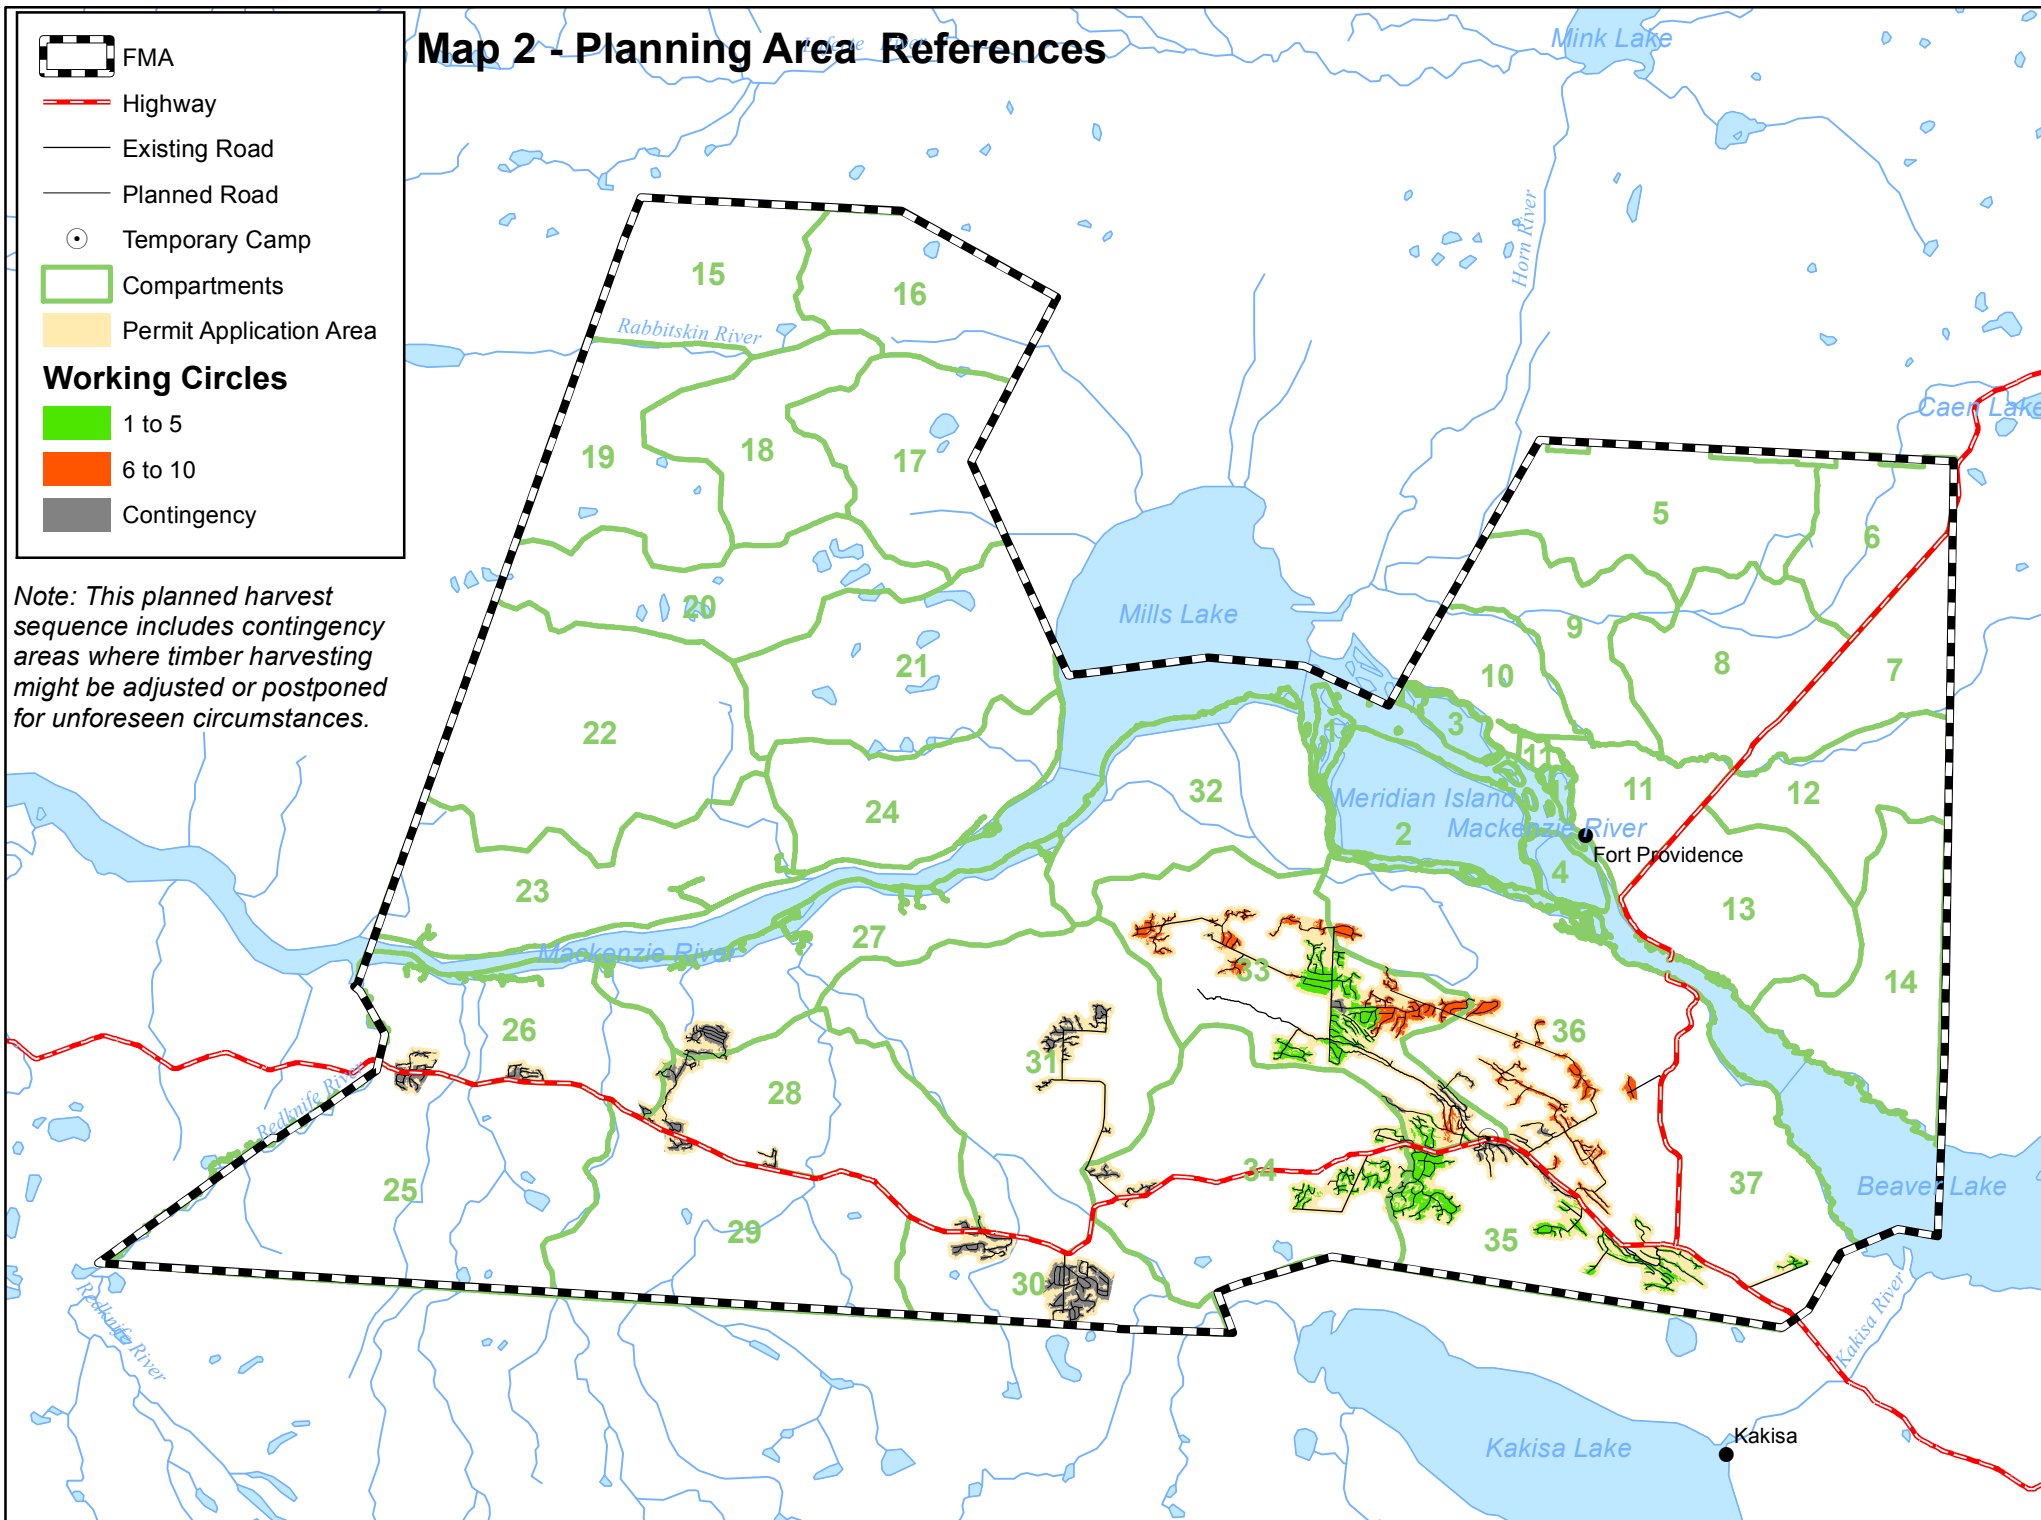 Map 2 - Planning Area References
FMA
Highway
Existing Road
Planned Road
Temporary Camp
Compartments
Permit Application Area
Working Circles
1 to 5
6 to 10
Contingency
Note: This planned harvest
sequence includes contingency
areas where timber harvesting
might be adjusted or postponed
for unforeseen circumstances.
River
Mink Lake
Horn River
Caen Lake
Rabbitskin River
15
16
19
18
17
20
21
22
24
23
Mills Lake
5
6
9
8
7
10
3
1
11
11
12
32
Meridian Island
Mackenzie River
2
4
Fort Providence
13
14
27
Mackenzie River
26
33
36
31
28
Redknife River
25
29
30
34
35
37
Beaver Lake
Redknife River
Kakisa River
Kakisa Lake
Kakisa